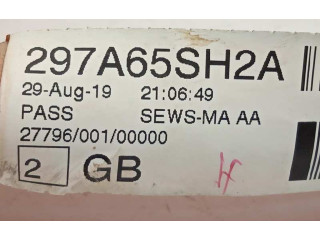 297A65SH2A
29-Aug-19 21:06:49
PASS SEWS-MA AA
27796/001/00000
2 GB